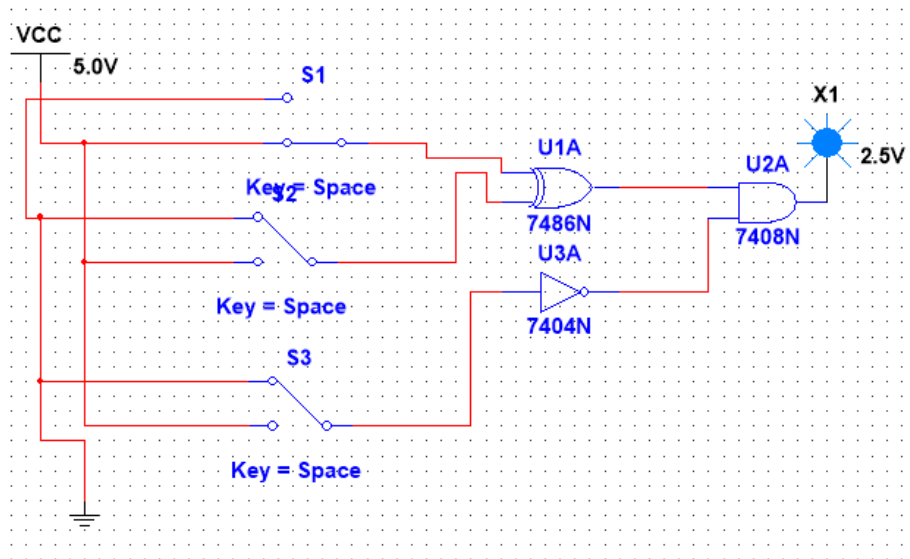 VCC
5.0V
S1
X1
2.5V
U1A
U2A
Key = Space
S2
7486N
7408N
U3A
Key = Space
7404N
S3
Key = Space